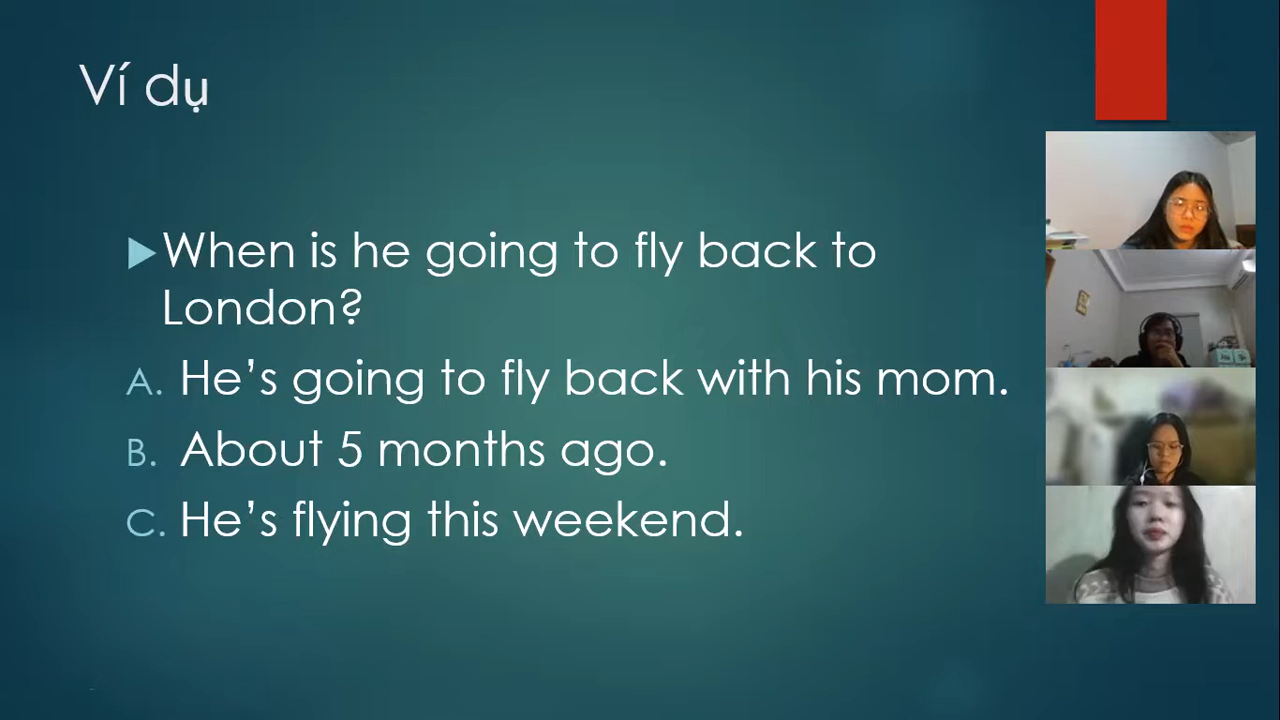 Ví dụ
When is he going to fly back to
London?
A. He’s going to fly back with his mom.
B. About 5 months ago.
C. He’s flying this weekend.